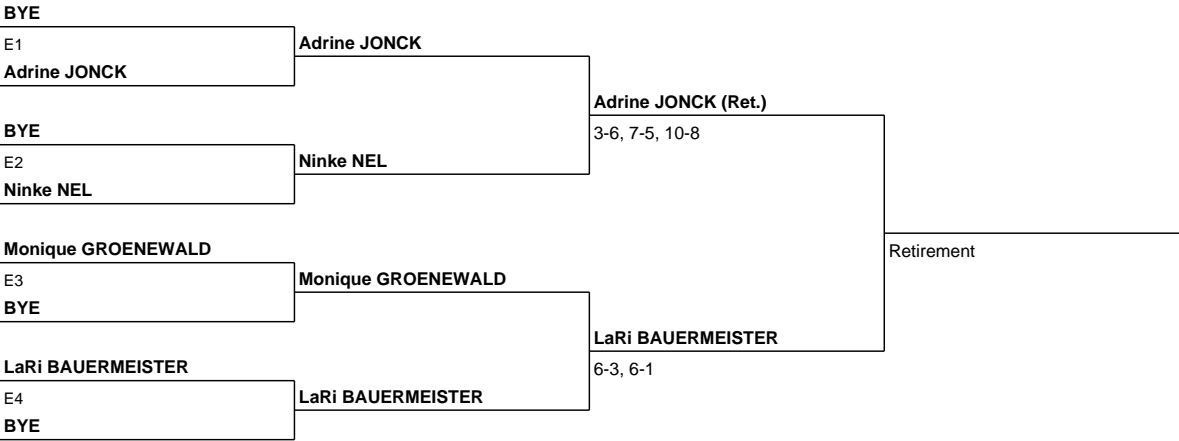 BYE
E1
Adrine JONCK
Adrine JONCK
BYE
E2
Ninke NEL
Ninke NEL
Adrine JONCK (Ret.)
3-6, 7-5, 10-8
Monique GROENEWALD
E3
BYE
Monique GROENEWALD
LaRi BAUERMEISTER
E4
BYE
LaRi BAUERMEISTER
LaRi BAUERMEISTER
6-3, 6-1
Retirement